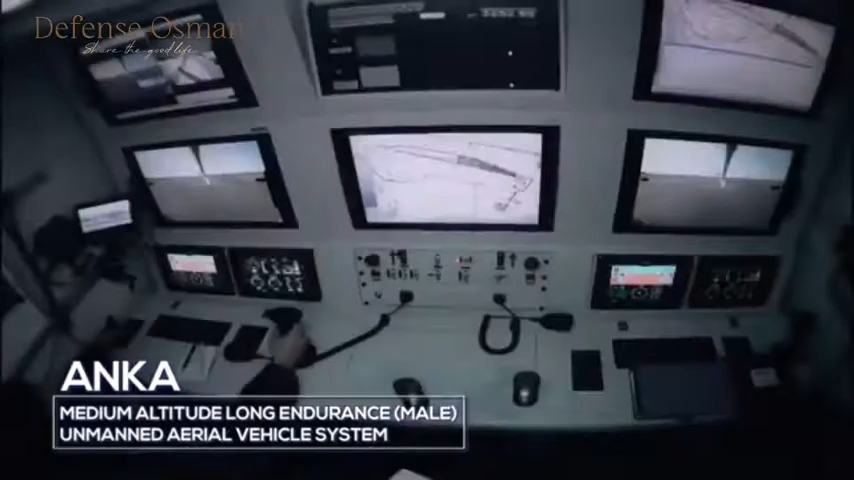 Defense Osman
Share the good life
ANKA
MEDIUM ALTITUDE LONG ENDURANCE (MALE)
UNMANNED AERIAL VEHICLE SYSTEM